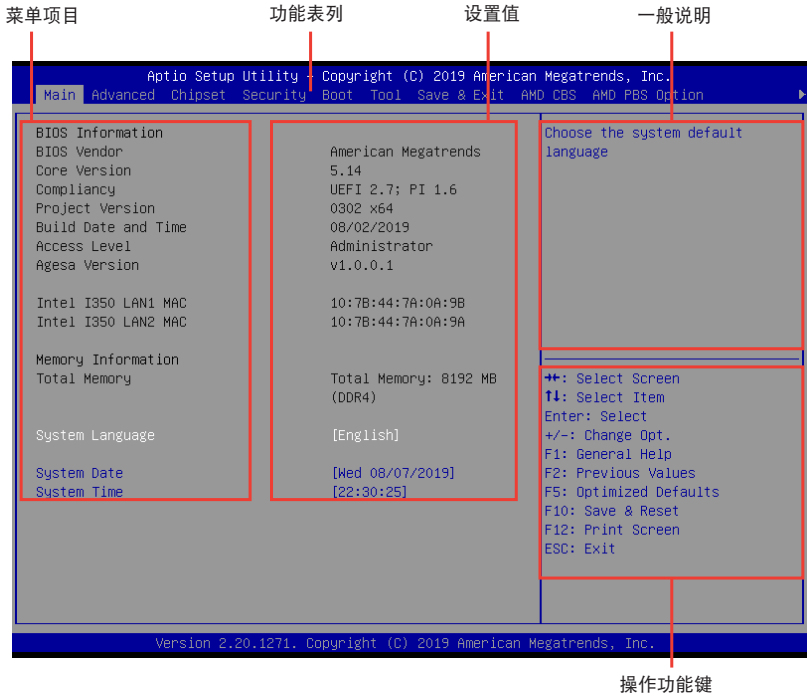 菜单项目 功能表列 设置值 一般说明
Aptio Setup Utility - Copyright (C) 2019 American Megatrends, Inc.
Main Advanced Chipset Security Boot Tool Save & Exit AMD CBS AMD PBS Option
BIOS Information
BIOS Vendor American Megatrends
Core Version 5.14
Compliancy UEFI 2.7; PI 1.6
Project Version 0302 x64
Build Date and Time 08/02/2019
Access Level Administrator
Agesa Version v1.0.0.1
Intel I350 LAN1 MAC 10:7B:44:7A:0A:9B
Intel I350 LAN2 MAC 10:7B:44:7A:0A:9A
Memory Information
Total Memory Total Memory: 8192 MB
(DDR4)
System Language [English]
System Date [Wed 08/07/2019]
System Time [22:30:25]
Choose the system default
language
→←: Select Screen
↑↓: Select Item
Enter: Select
+/-: Change Opt.
F1: General Help
F2: Previous Values
F5: Optimized Defaults
F10: Save & Reset
F12: Print Screen
ESC: Exit
Version 2.20.1271. Copyright (C) 2019 American Megatrends, Inc.
操作功能键